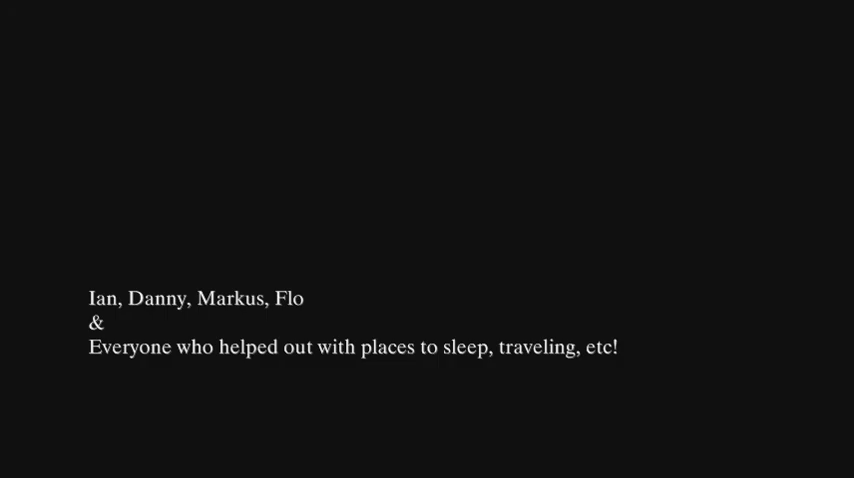 Ian, Danny, Markus, Flo
&
Everyone who helped out with places to sleep, traveling, etc!